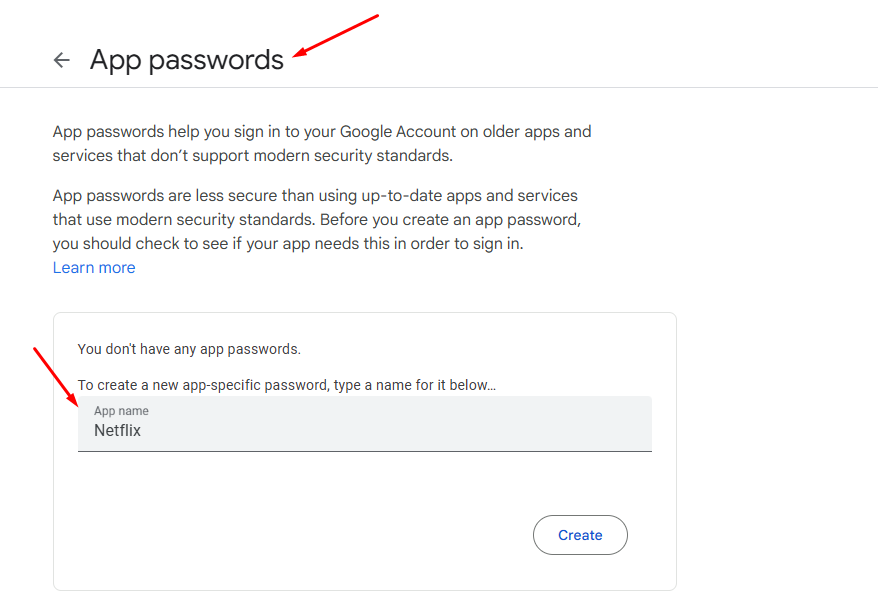 App passwords
App passwords help you sign in to your Google Account on older apps and
services that don’t support modern security standards.
App passwords are less secure than using up-to-date apps and services
that use modern security standards. Before you create an app password,
you should check to see if your app needs this in order to sign in.
Learn more
You don't have any app passwords.
To create a new app-specific password, type a name for it below…
App name
Netflix
Create